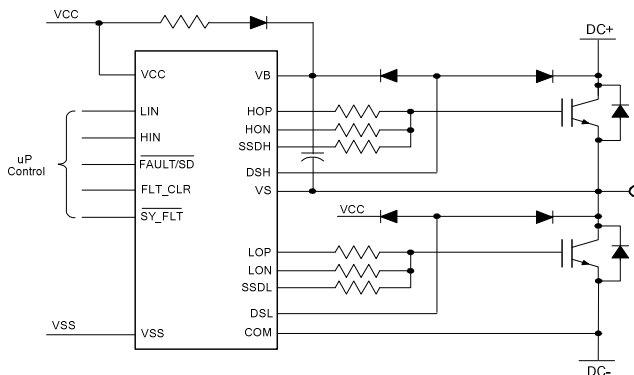 VCC
DC+
VCC
VB
LIN
HOP
HIN
HON
uP
Control
FAULT/SD
SSDH
DSH
FLT_CLR
VS
SY_FLT
VCC
LOP
LON
SSDL
DSL
VSS
VSS
COM
DC-